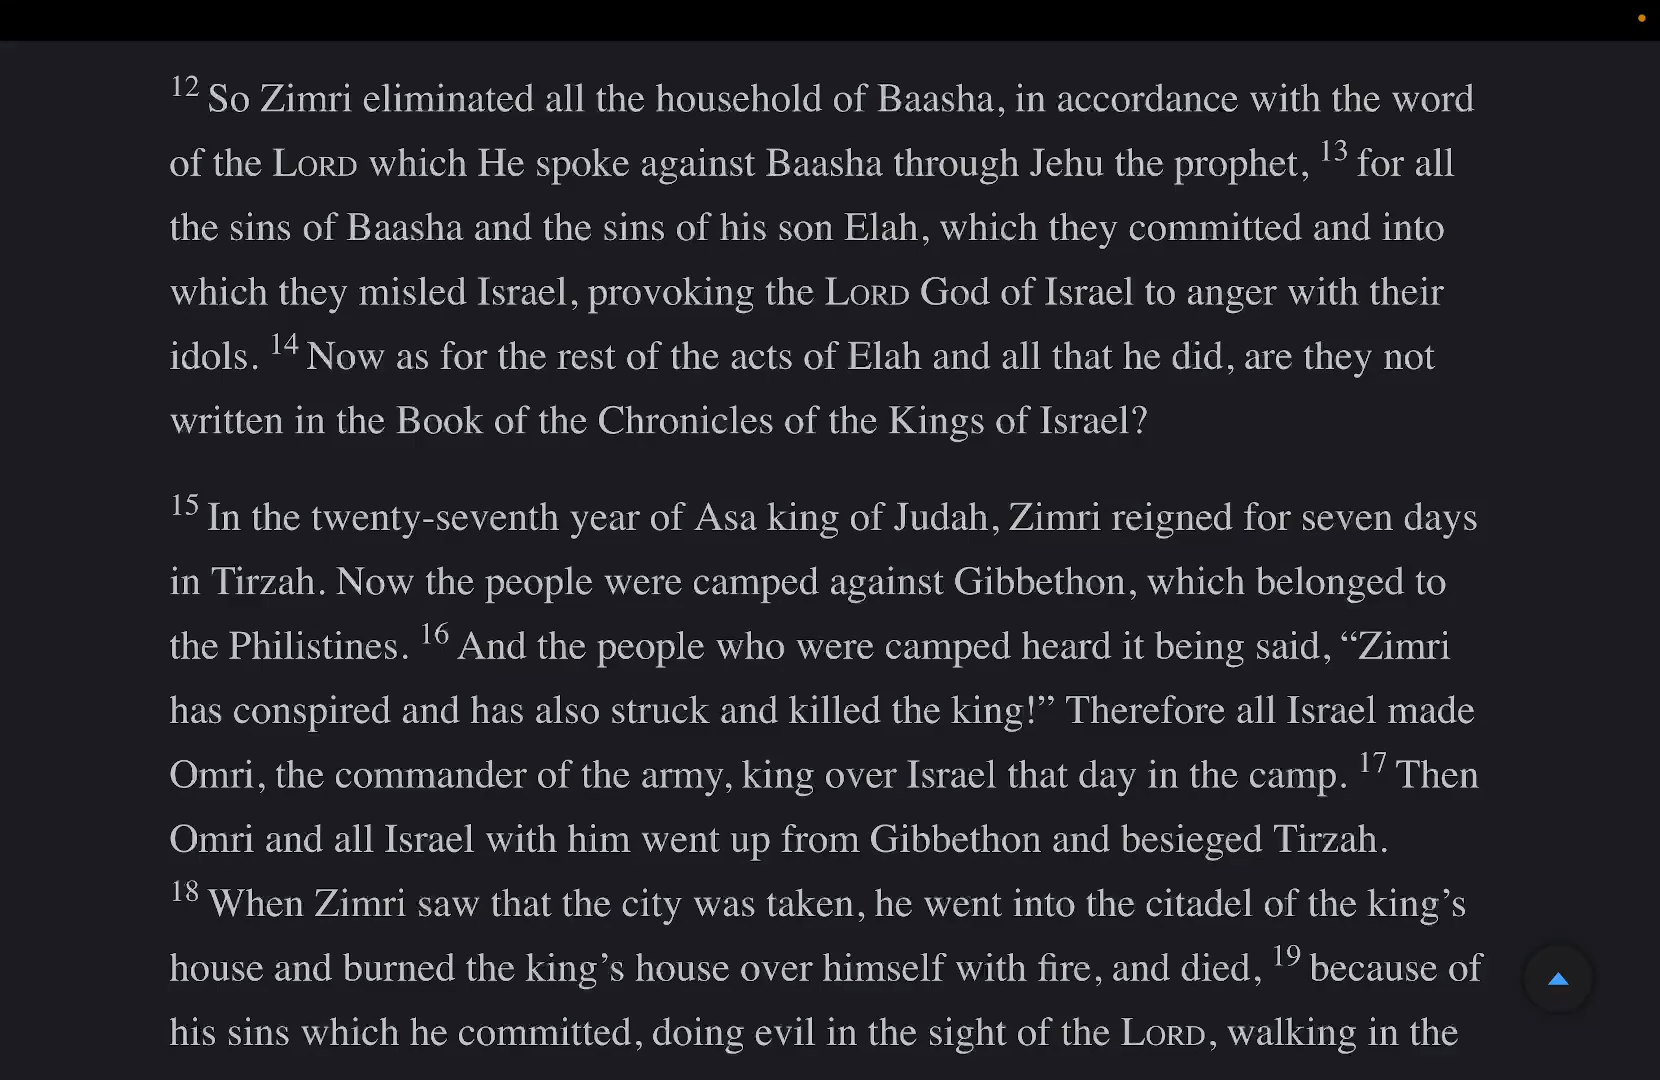 12 So Zimri eliminated all the household of Baasha, in accordance with the word
of the LORD which He spoke against Baasha through Jehu the prophet, 13 for all
the sins of Baasha and the sins of his son Elah, which they committed and into
which they misled Israel, provoking the LORD God of Israel to anger with their
idols. 14 Now as for the rest of the acts of Elah and all that he did, are they not
written in the Book of the Chronicles of the Kings of Israel?
15 In the twenty-seventh year of Asa king of Judah, Zimri reigned for seven days
in Tirzah. Now the people were camped against Gibbethon, which belonged to
the Philistines. 16 And the people who were camped heard it being said, “Zimri
has conspired and has also struck and killed the king!” Therefore all Israel made
Omri, the commander of the army, king over Israel that day in the camp. 17 Then
Omri and all Israel with him went up from Gibbethon and besieged Tirzah.
18 When Zimri saw that the city was taken, he went into the citadel of the king’s
house and burned the king’s house over himself with fire, and died, 19 because of
his sins which he committed, doing evil in the sight of the LORD, walking in the